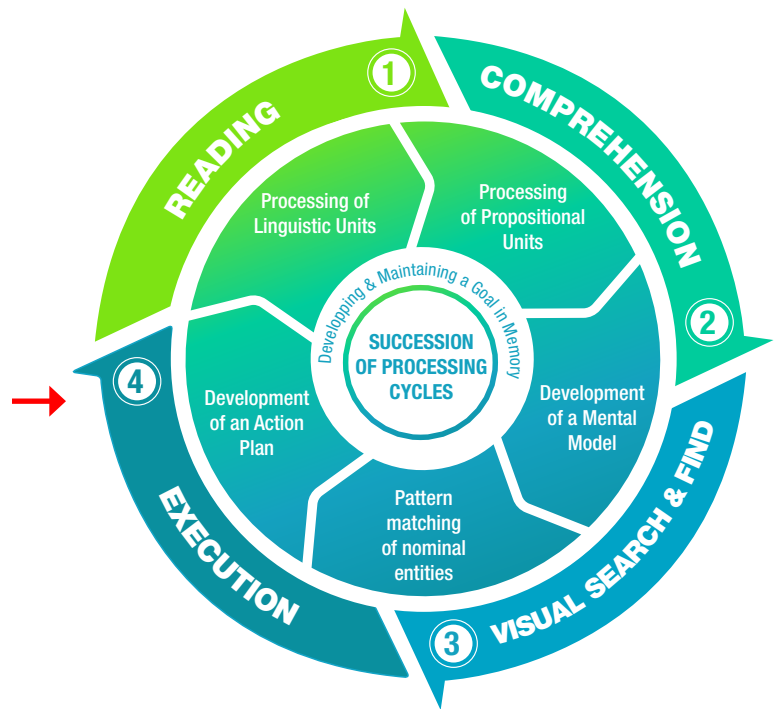 1
READING
COMPREHENSION
2
VISUAL SEARCH & FIND
3
EXECUTION
4
Processing of
Linguistic Units
Processing
of Propositional
Units
Development
of a Mental
Model
Pattern
matching
of nominal
entities
Development
of an Action
Plan
Developping & Maintaining a Goal in Memory
SUCCESSION
OF PROCESSING
CYCLES